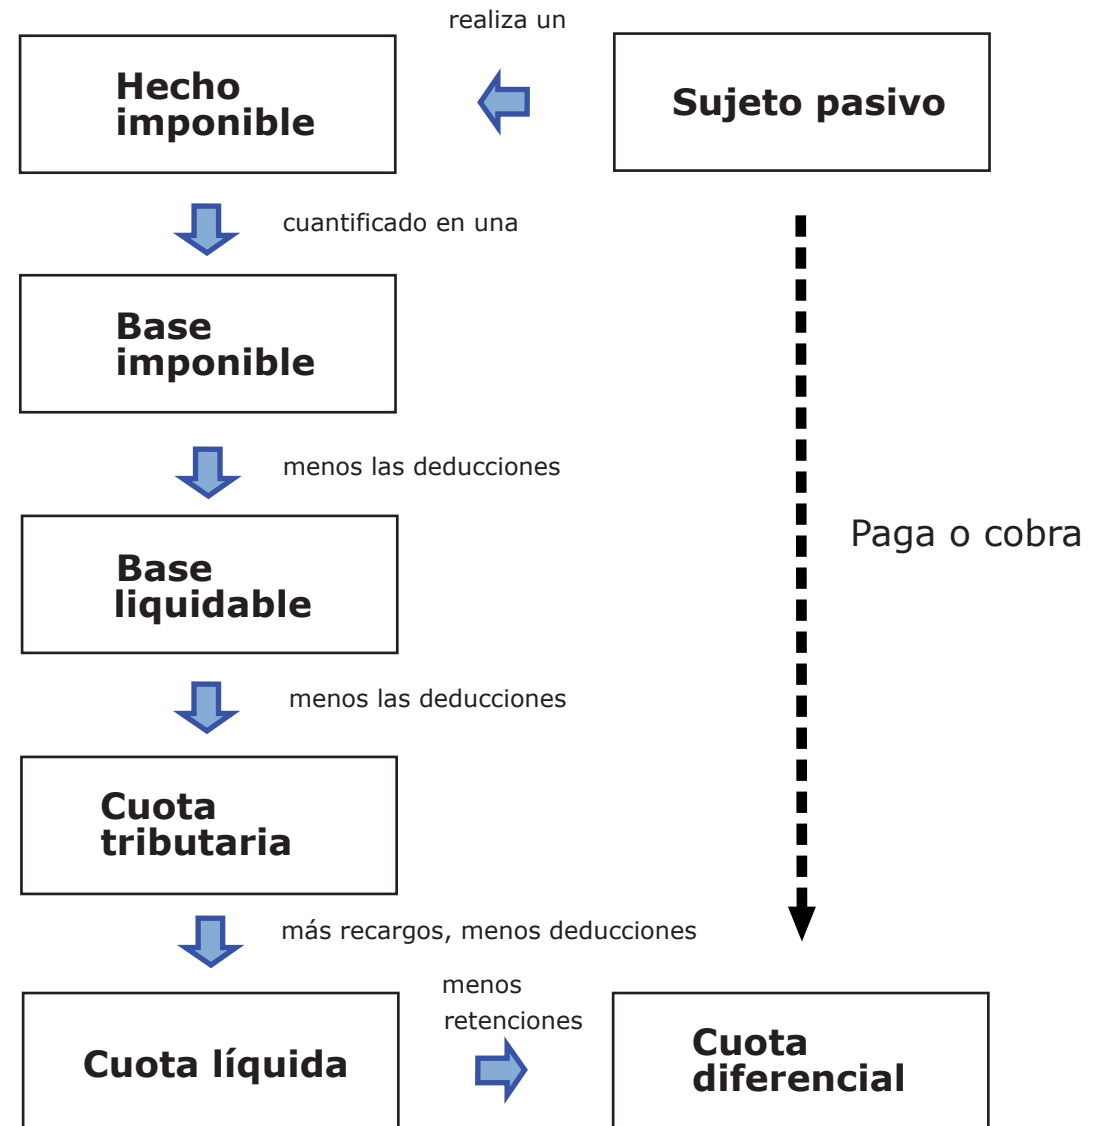 realiza un
Hecho
imponible
Sujeto pasivo
cuantificado en una
Base
imponible
menos las deducciones
Paga o cobra
Base
liquidable
menos las deducciones
Cuota
tributaria
más recargos, menos deducciones
menos
retenciones
Cuota líquida
Cuota
diferencial